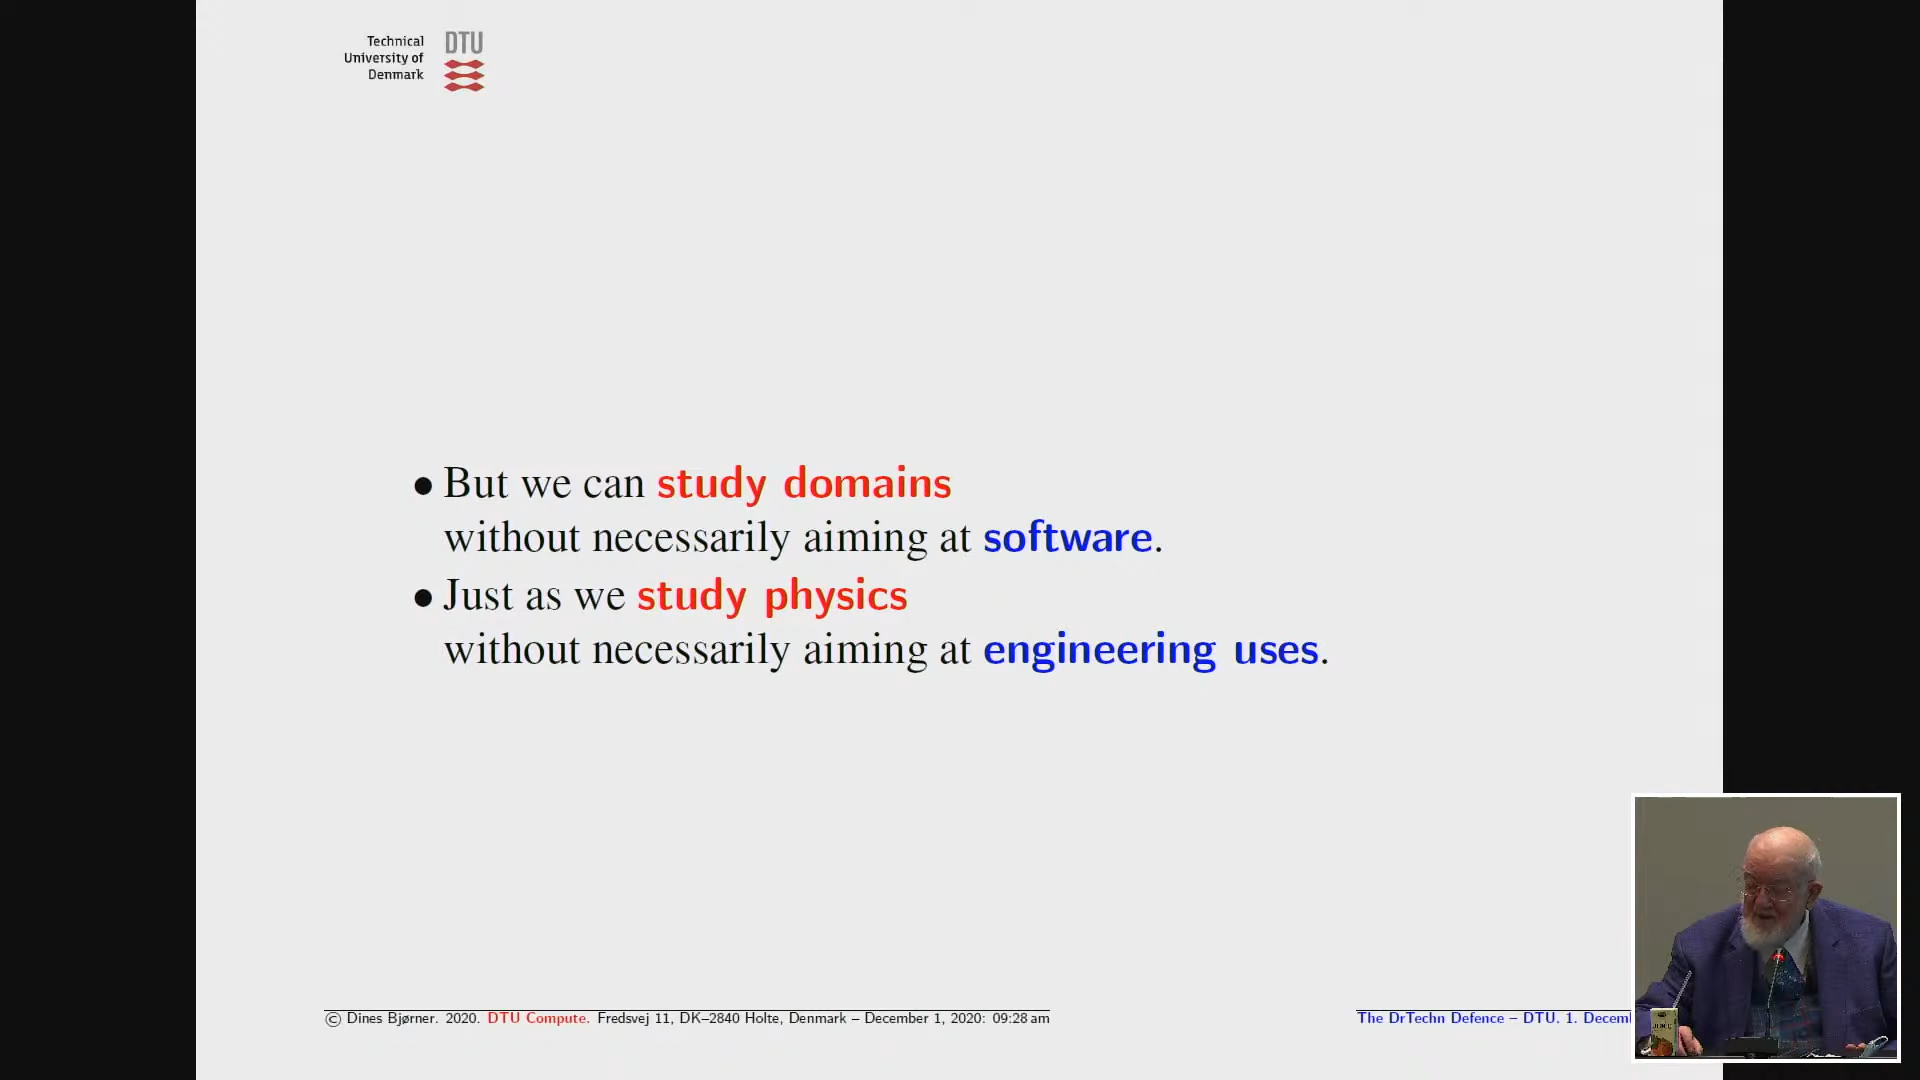 Technical
University of
Denmark
DTU
• But we can study domains
without necessarily aiming at software.
• Just as we study physics
without necessarily aiming at engineering uses.
© Dines Bjørner. 2020. DTU Compute. Fredsvej 11, DK–2840 Holte, Denmark – December 1, 2020: 09:28 am
The DrTechn Defence – DTU. 1. Decem